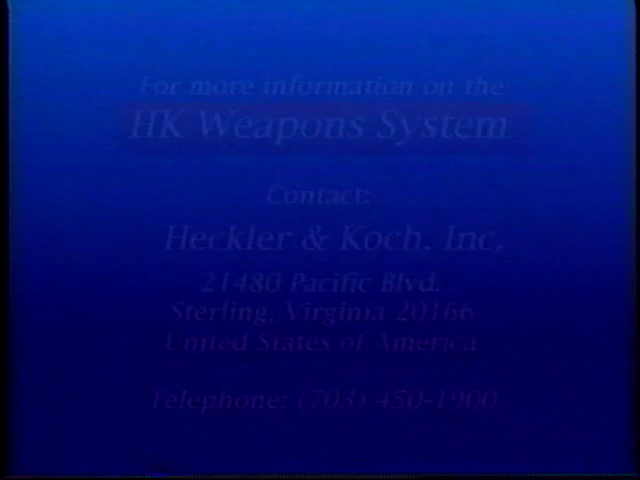 For more information on the
HK Weapons System
Contact:
Heckler & Koch, Inc.
21480 Pacific Blvd.
Sterling, Virginia 20166
United States of America
Telephone: (703) 450-1900